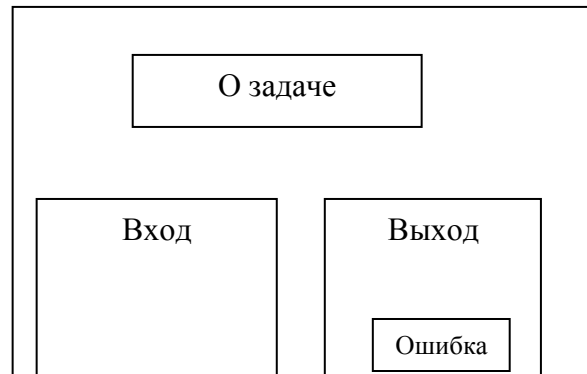 О задаче
Вход
Выход
Ошибка